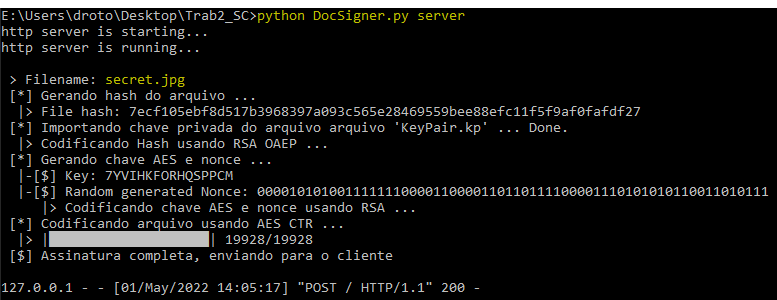 E:\Users\droto\Desktop\Trab2_SC>python DocSigner.py server
http server is starting...
http server is running...
> Filename: secret.jpg
[*] Gerando hash do arquivo ...
|> File hash: 7ecf105ebf8d517b3968397a093c565e28469559bee88efc11f5f9af0fafdf27
[*] Importando chave privada do arquivo arquivo 'KeyPair.kp' ... Done.
|> Codificando Hash usando RSA OAEP ...
[*] Gerando chave AES e nonce ...
|-[$] Key: 7YVIHKFORHQSPPCM
|-[$] Random generated Nonce: 0000101010011111110000110000110110111100001110101010110011010111
|> Codificando chave AES e nonce usando RSA ...
[*] Codificando arquivo usando AES CTR ...
|> | | 19928/19928
[$] Assinatura completa, enviando para o cliente
127.0.0.1 - - [01/May/2022 14:05:17] "POST / HTTP/1.1" 200 -